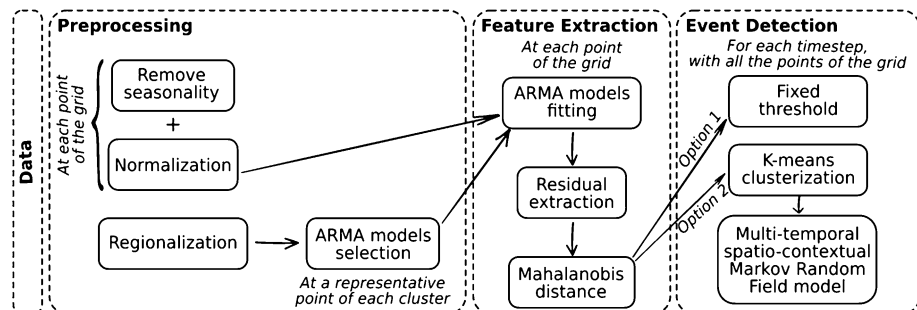 Data
Preprocessing
At each point
of the grid
Remove
seasonality
+
Normalization
Regionalization
ARMA models
selection
At a representative
point of each cluster
Feature Extraction
At each point
of the grid
ARMA models
fitting
Residual
extraction
Mahalanobis
distance
Option 1
Option 2
Event Detection
For each timestep,
with all the points of the grid
Fixed
threshold
K-means
clusterization
Multi-temporal
spatio-contextual
Markov Random
Field model